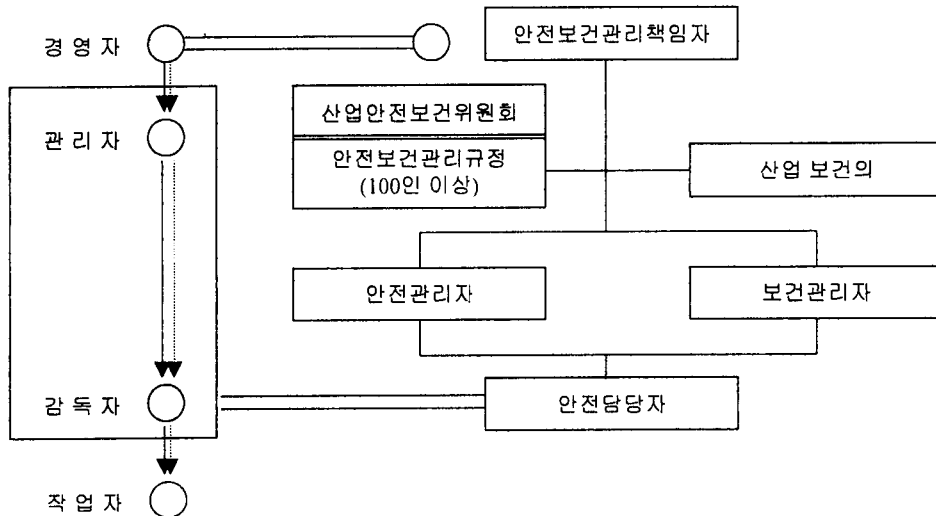 경 영 자
안전보건관리책임자
관 리 자
산업안전보건위원회
안전보건관리규정
(100인 이상)
산업 보건의
안전관리자
보건관리자
감 독 자
안전담당자
작 업 자